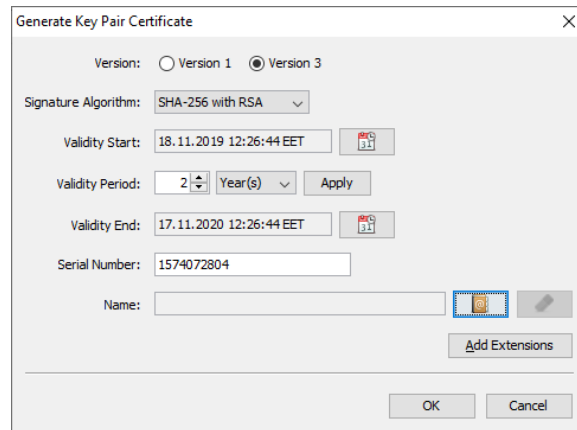 Generate Key Pair Certificate
Version: Version 1 Version 3
Signature Algorithm: SHA-256 with RSA
Validity Start: 18.11.2019 12:26:44 EET 31
Validity Period: 2 Year(s) Apply
Validity End: 17.11.2020 12:26:44 EET 31
Serial Number: 1574072804
Name:
Add Extensions
OK Cancel